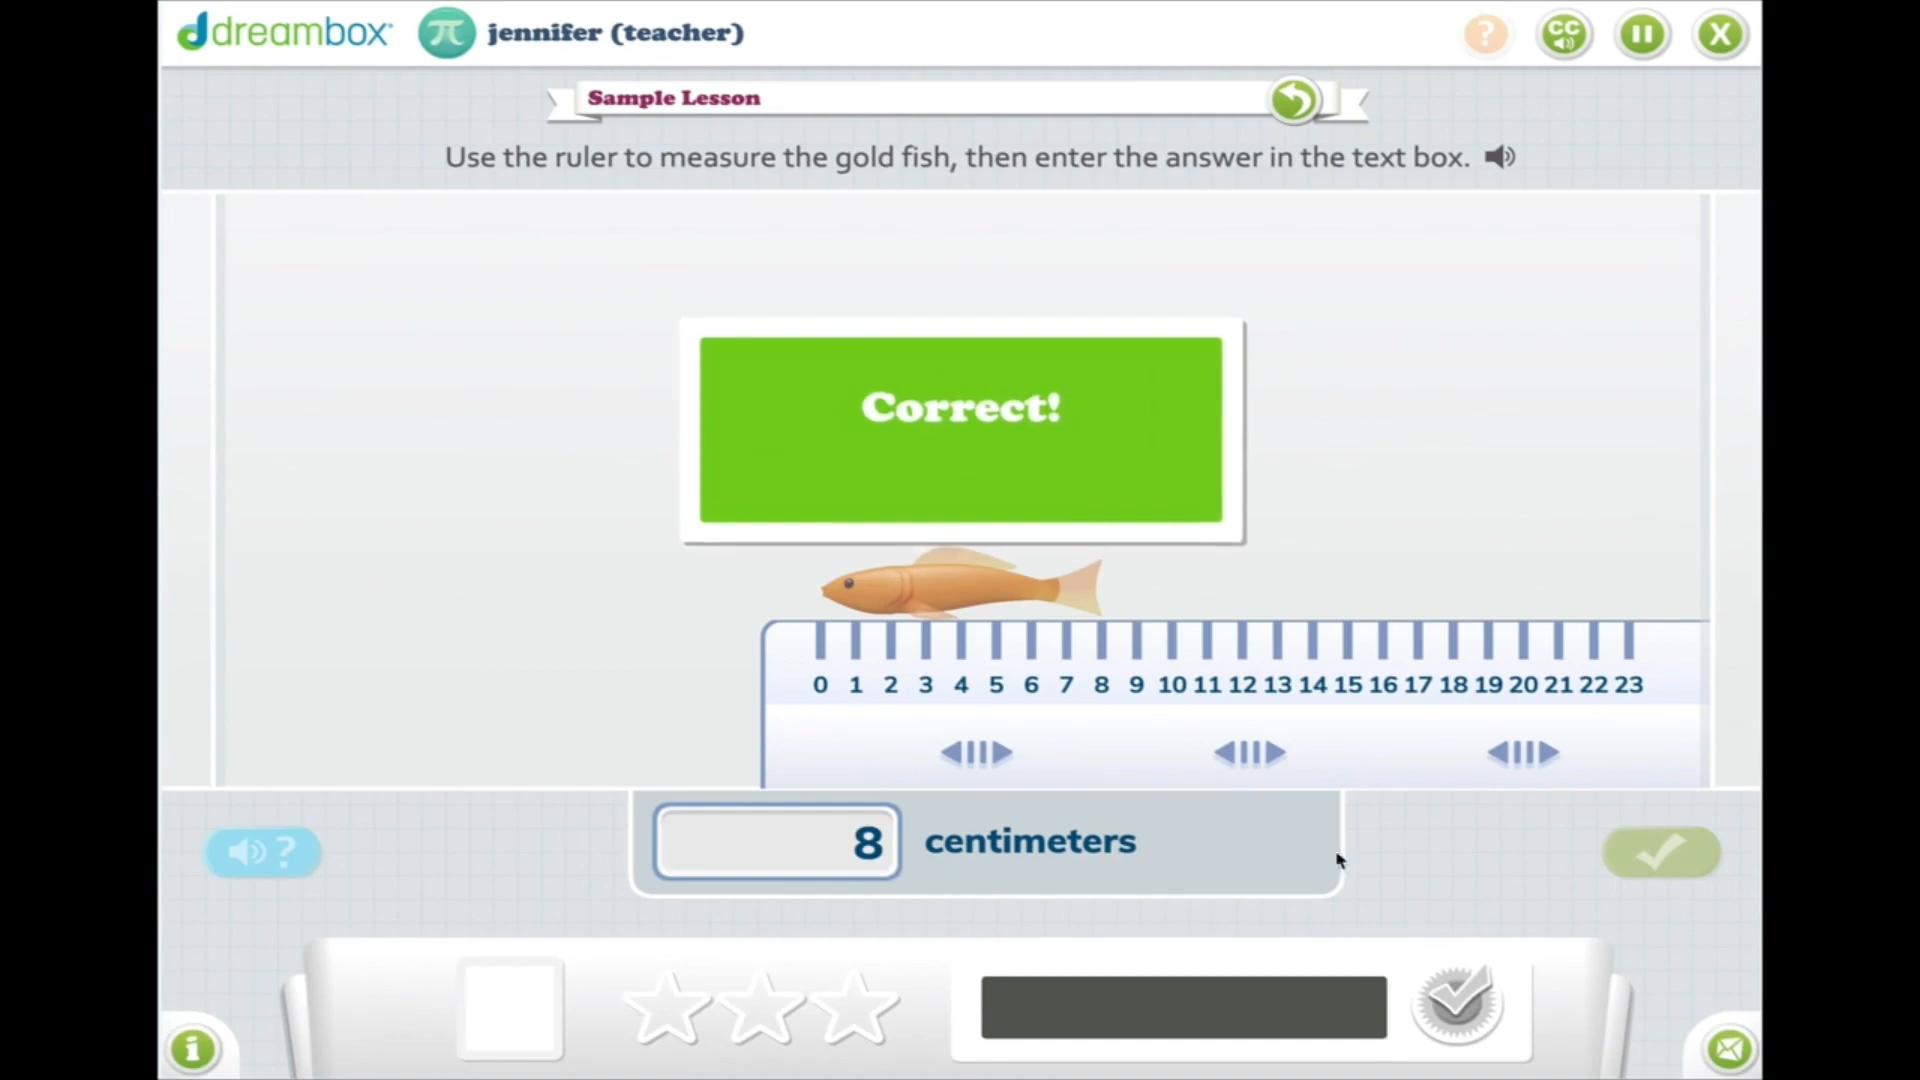 dreambox jennifer (teacher) ? CC X
Sample Lesson
Use the ruler to measure the gold fish, then enter the answer in the text box.
Correct!
0 1 2 3 4 5 6 7 8 9 10 11 12 13 14 15 16 17 18 19 20 21 22 23
? 8 centimeters
i